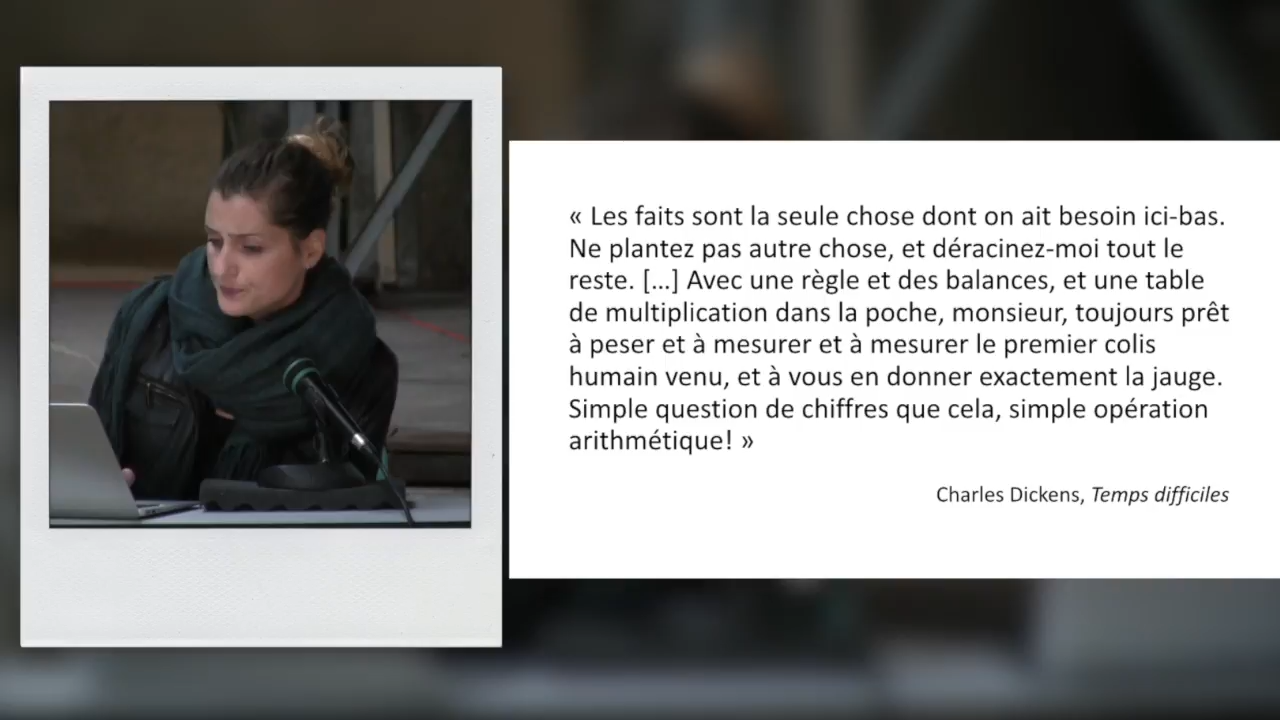 « Les faits sont la seule chose dont on ait besoin ici-bas.
Ne plantez pas autre chose, et déracinez-moi tout le
reste. [...] Avec une règle et des balances, et une table
de multiplication dans la poche, monsieur, toujours prêt
à peser et à mesurer et à mesurer le premier colis
humain venu, et à vous en donner exactement la jauge.
Simple question de chiffres que cela, simple opération
arithmétique! »
Charles Dickens, Temps difficiles